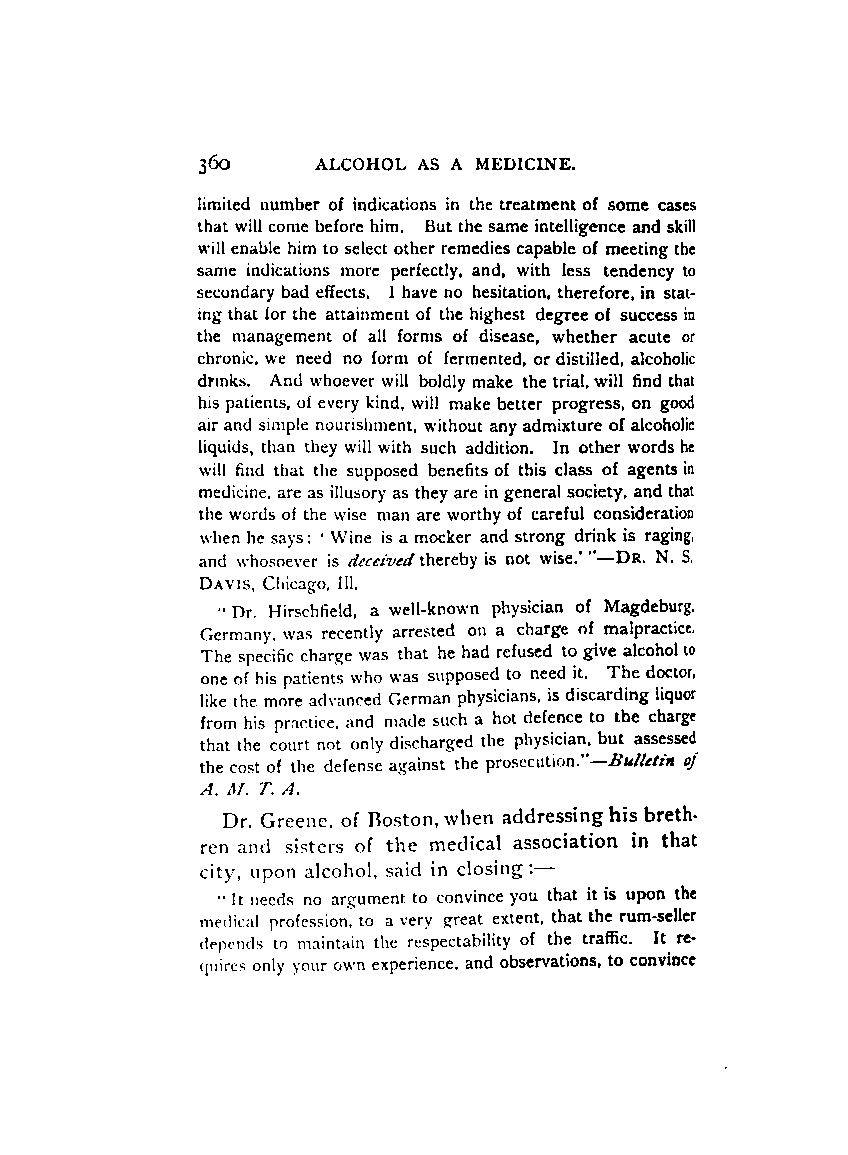 360 ALCOHOL AS A MEDICINE.
limited number of indications in the treatment of some cases
that will come before him. But the same intelligence and skill
will enable him to select other remedies capable of meeting the
same indications more perfectly, and, with less tendency to
secondary bad effects. I have no hesitation, therefore, in stat-
ing that for the attainment of the highest degree of success in
the management of all forms of disease, whether acute or
chronic, we need no form of fermented, or distilled, alcoholic
drinks. And whoever will boldly make the trial, will find that
his patients, of every kind, will make better progress, on good
air and simple nourishment, without any admixture of alcoholic
liquids, than they will with such addition. In other words he
will find that the supposed benefits of this class of agents in
medicine, are as illusory as they are in general society, and that
the words of the wise man are worthy of careful consideration
when he says: ‘Wine is a mocker and strong drink is raging,
and whosoever is deceived thereby is not wise.’”—DR. N. S.
DAVIS, Chicago, Ill.
“Dr. Hirschfield, a well-known physician of Magdeburg,
Germany, was recently arrested on a charge of malpractice.
The specific charge was that he had refused to give alcohol to
one of his patients who was supposed to need it. The doctor,
like the more advanced German physicians, is discarding liquor
from his practice, and made such a hot defence to the charge
that the court not only discharged the physician, but assessed
the cost of the defense against the prosecution.”—Bulletin of
A. M. T. A.
Dr. Greene, of Boston, when addressing his breth-
ren and sisters of the medical association in that
city, upon alcohol, said in closing:—
“It needs no argument to convince you that it is upon the
medical profession, to a very great extent, that the rum-seller
depends to maintain the respectability of the traffic. It re-
quires only your own experience, and observations, to convince